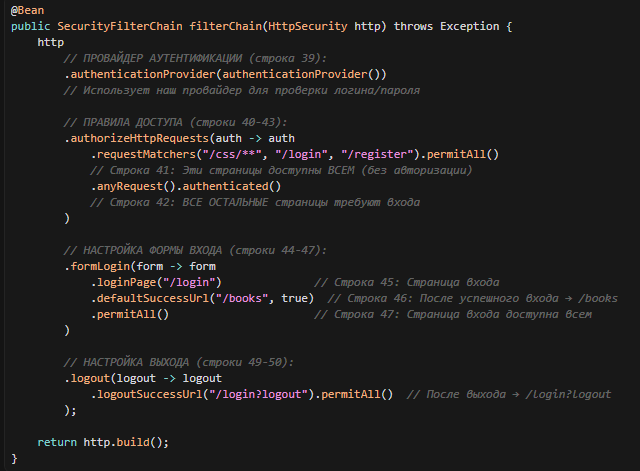 @Bean
public SecurityFilterChain filterChain(HttpSecurity http) throws Exception {
http
// ПРОВАЙДЕР АУТЕНТИФИКАЦИИ (строка 39):
.authenticationProvider(authenticationProvider())
// Использует наш провайдер для проверки логина/пароля
// ПРАВИЛА ДОСТУПА (строки 40-43):
.authorizeHttpRequests(auth -> auth
.requestMatchers("/css/**", "/login", "/register").permitAll()
// Строка 41: Эти страницы доступны ВСЕМ (без авторизации)
.anyRequest().authenticated()
// Строка 42: ВСЕ ОСТАЛЬНЫЕ страницы требуют входа
)
// НАСТРОЙКА ФОРМЫ ВХОДА (строки 44-47):
.formLogin(form -> form
.loginPage("/login") // Строка 45: Страница входа
.defaultSuccessUrl("/books", true) // Строка 46: После успешного входа → /books
.permitAll() // Строка 47: Страница входа доступна всем
)
// НАСТРОЙКА ВЫХОДА (строки 49-50):
.logout(logout -> logout
.logoutSuccessUrl("/login?logout").permitAll() // После выхода → /login?logout
);
return http.build();
}